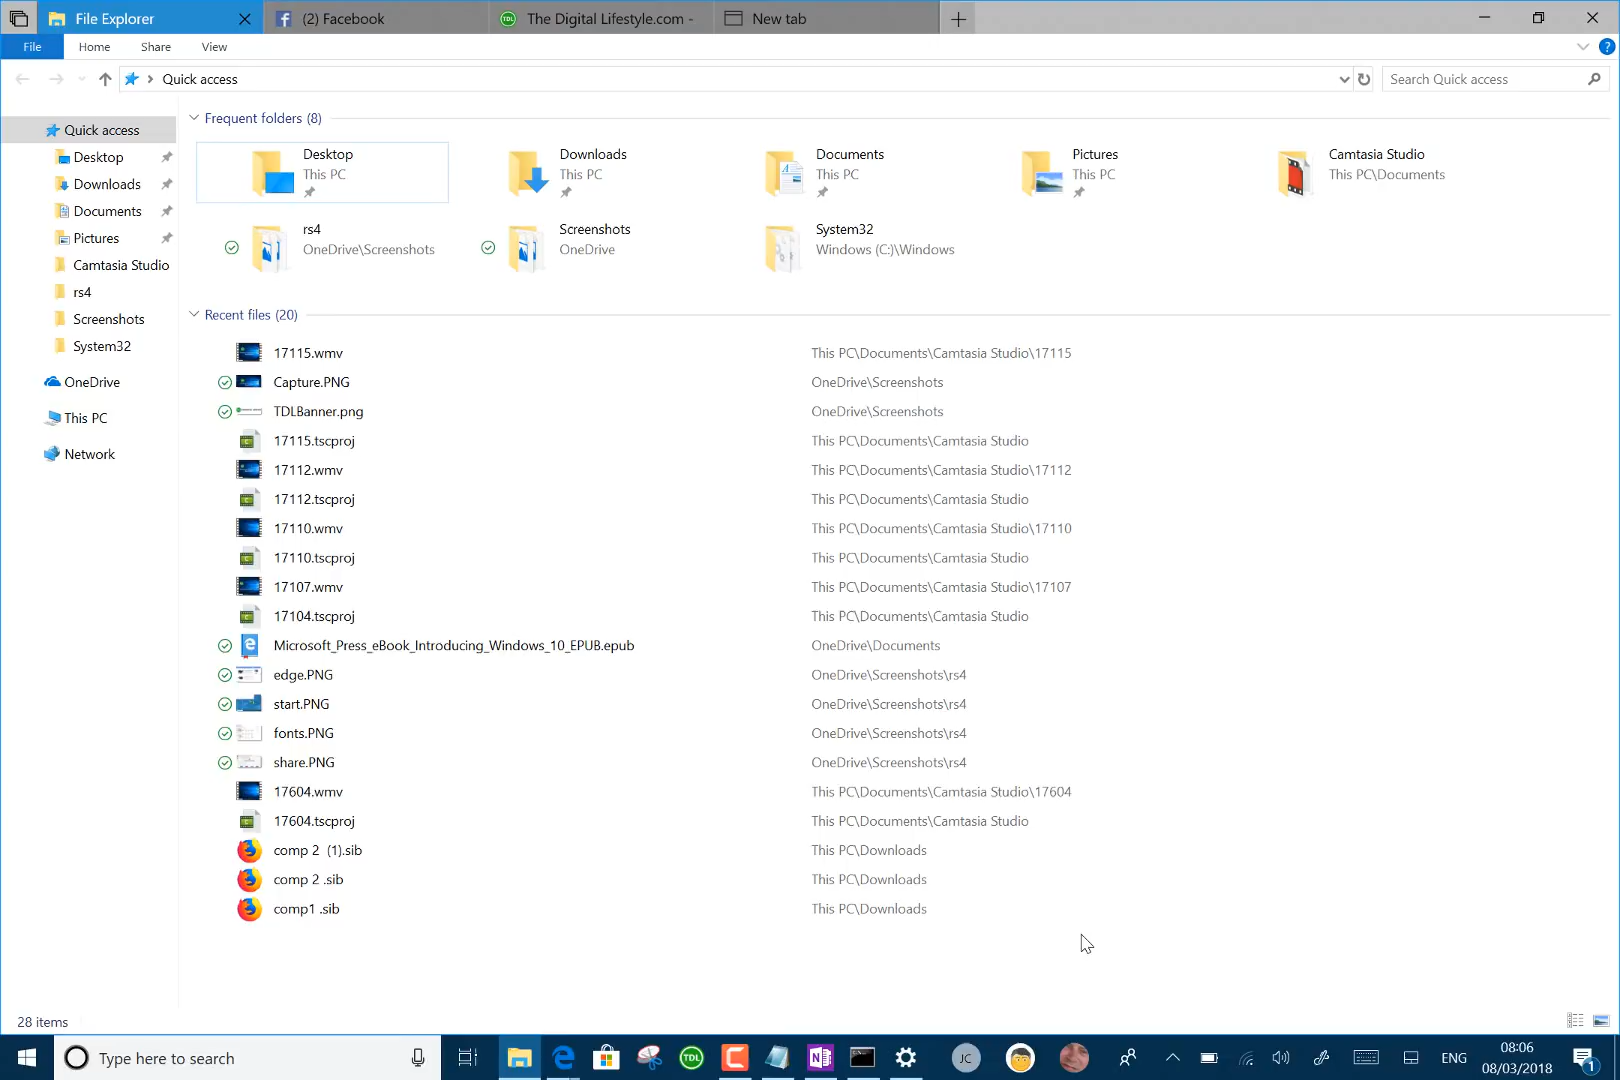 File Explorer
(2) Facebook
TDL The Digital Lifestyle.com -
New tab
File Home Share View
Quick access
Search Quick access
Quick access
Desktop
Downloads
Documents
Pictures
Camtasia Studio
rs4
Screenshots
System32
OneDrive
This PC
Network
Frequent folders (8)
Desktop
This PC
Downloads
This PC
Documents
This PC
Pictures
This PC
Camtasia Studio
This PC\Documents
rs4
OneDrive\Screenshots
Screenshots
OneDrive
System32
Windows (C:)\Windows
Recent files (20)
17115.wmv This PC\Documents\Camtasia Studio\17115
Capture.PNG OneDrive\Screenshots
TDLBanner.png OneDrive\Screenshots
17115.tscproj This PC\Documents\Camtasia Studio
17112.wmv This PC\Documents\Camtasia Studio\17112
17112.tscproj This PC\Documents\Camtasia Studio
17110.wmv This PC\Documents\Camtasia Studio\17110
17110.tscproj This PC\Documents\Camtasia Studio
17107.wmv This PC\Documents\Camtasia Studio\17107
17104.tscproj This PC\Documents\Camtasia Studio
Microsoft_Press_eBook_Introducing_Windows_10_EPUB.epub OneDrive\Documents
edge.PNG OneDrive\Screenshots\rs4
start.PNG OneDrive\Screenshots\rs4
fonts.PNG OneDrive\Screenshots\rs4
share.PNG OneDrive\Screenshots\rs4
17604.wmv This PC\Documents\Camtasia Studio\17604
17604.tscproj This PC\Documents\Camtasia Studio
comp 2  (1).sib This PC\Downloads
comp 2 .sib This PC\Downloads
comp1 .sib This PC\Downloads
28 items
Type here to search
TDL
JC
ENG
08:06
08/03/2018
1